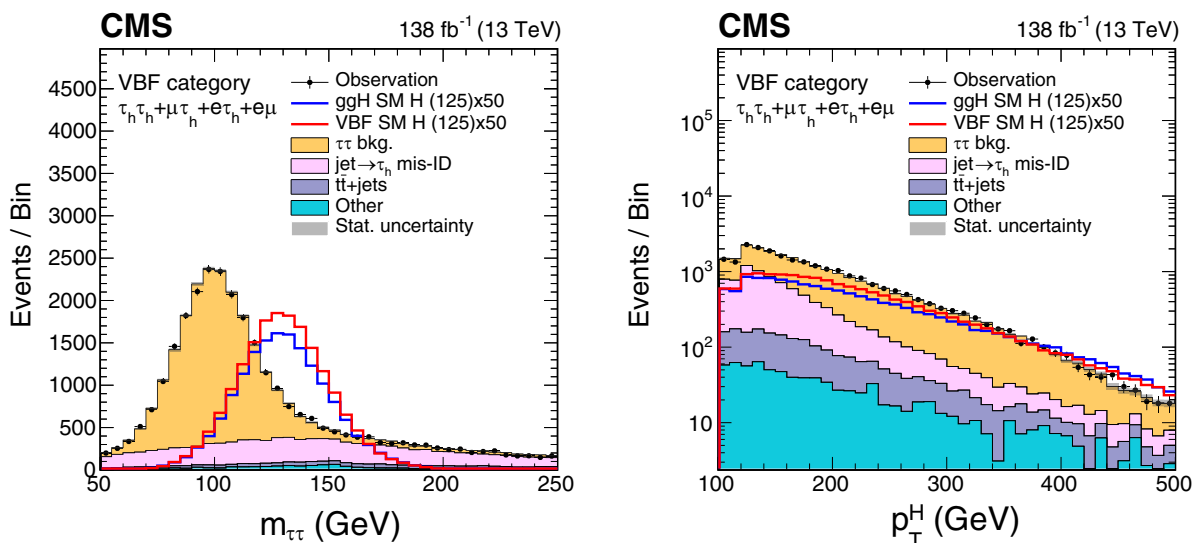 CMS
138 fb⁻¹ (13 TeV)
VBF category
τₕτₕ+μτₕ+eτₕ+eμ
Observation
ggH SM H (125)x50
VBF SM H (125)x50
ττ bkg.
jet→τₕ mis-ID
tt̄+jets
Other
Stat. uncertainty
Events / Bin
4500
4000
3500
3000
2500
2000
1500
1000
500
0
50 100 150 200 250
m_ττ (GeV)
CMS
138 fb⁻¹ (13 TeV)
VBF category
τₕτₕ+μτₕ+eτₕ+eμ
Observation
ggH SM H (125)x50
VBF SM H (125)x50
ττ bkg.
jet→τₕ mis-ID
tt̄+jets
Other
Stat. uncertainty
Events / Bin
10⁵
10⁴
10³
10²
10
100 200 300 400 500
p_T^H (GeV)